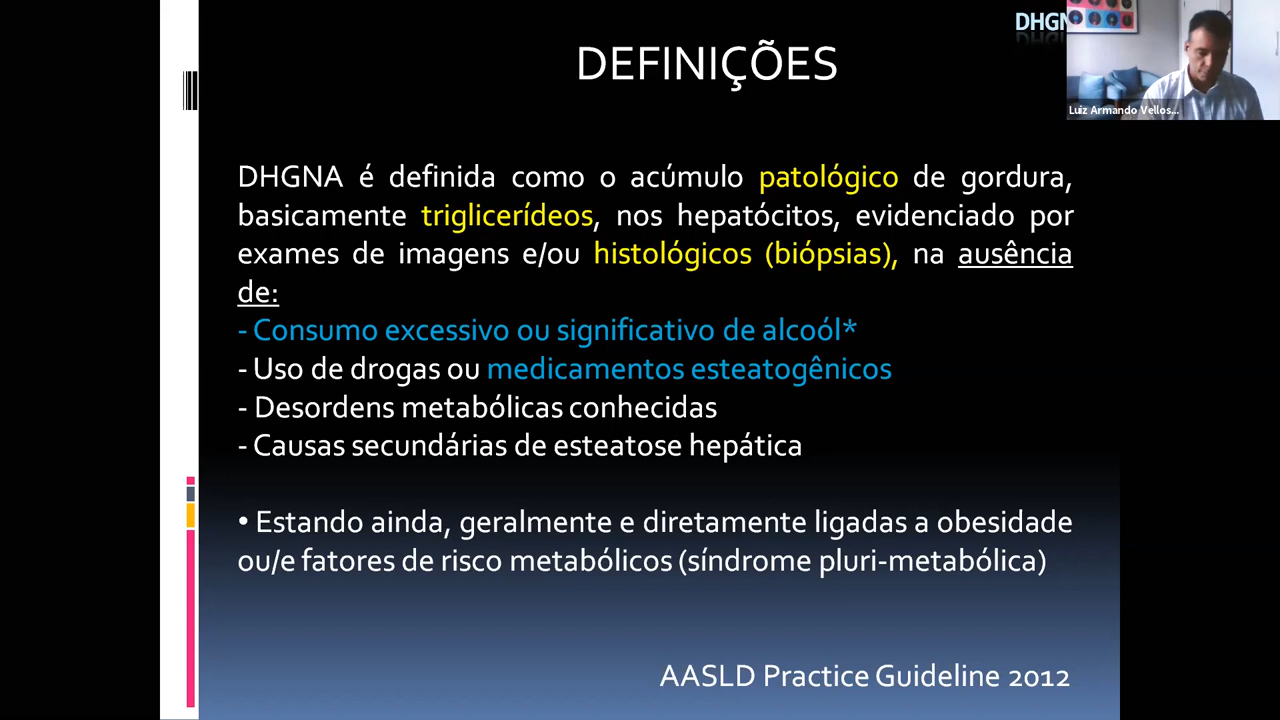 DHGN
DEFINIÇÕES
Luiz Armando Vellos...
DHGNA é definida como o acúmulo patológico de gordura,
basicamente triglicerídeos, nos hepatócitos, evidenciado por
exames de imagens e/ou histológicos (biópsias), na ausência
de:
- Consumo excessivo ou significativo de alcoól*
- Uso de drogas ou medicamentos esteatogênicos
- Desordens metabólicas conhecidas
- Causas secundárias de esteatose hepática
• Estando ainda, geralmente e diretamente ligadas a obesidade
ou/e fatores de risco metabólicos (síndrome pluri-metabólica)
AASLD Practice Guideline 2012